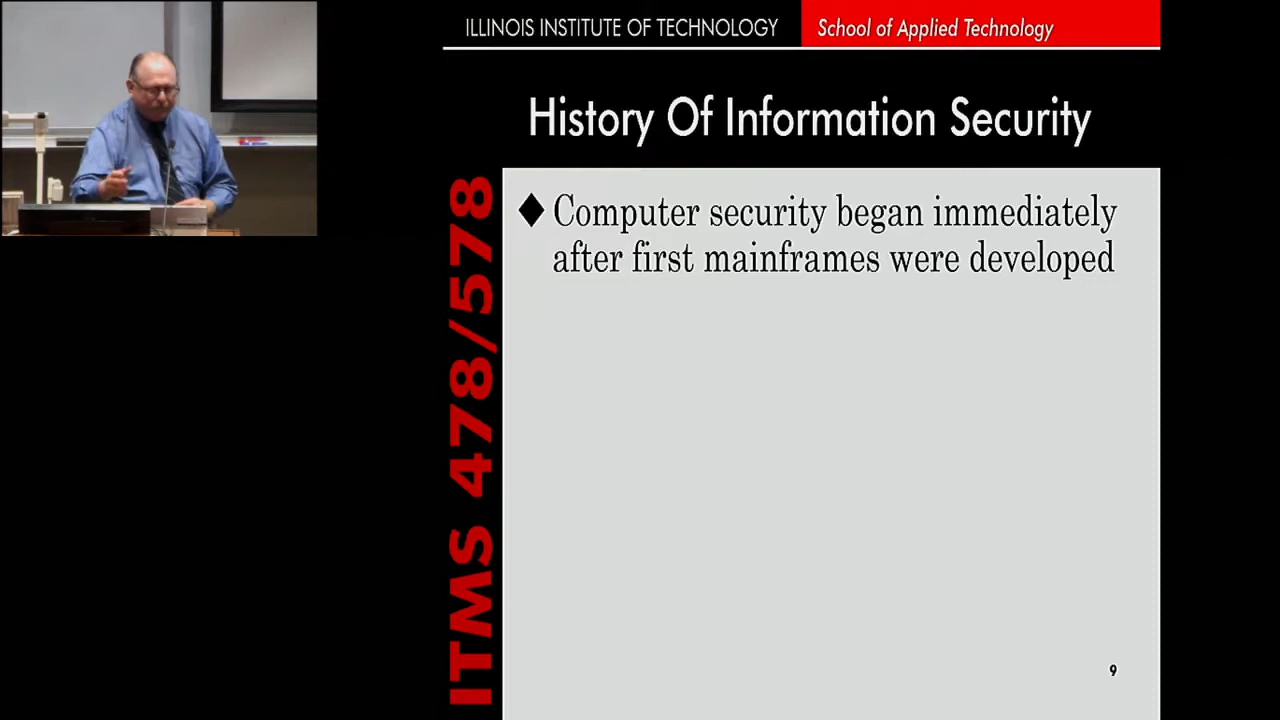 ILLINOIS INSTITUTE OF TECHNOLOGY School of Applied Technology
History Of Information Security
ITMS 478/578
◆ Computer security began immediately
after first mainframes were developed
9